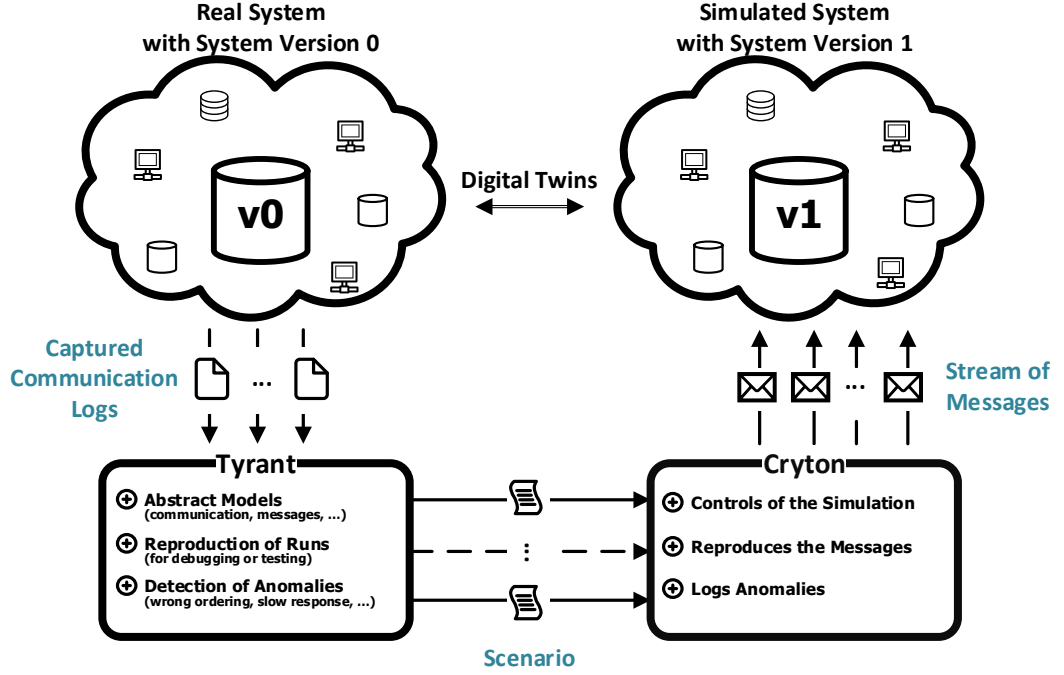 Real System
with System Version 0
Simulated System
with System Version 1
v0
Digital Twins
v1
Captured
Communication
Logs
...
Stream of
Messages
...
Tyrant
Abstract Models
(communication, messages, ...)
Reproduction of Runs
(for debugging or testing)
Detection of Anomalies
(wrong ordering, slow response, ...)
Scenario
Cryton
Controls of the Simulation
Reproduces the Messages
Logs Anomalies